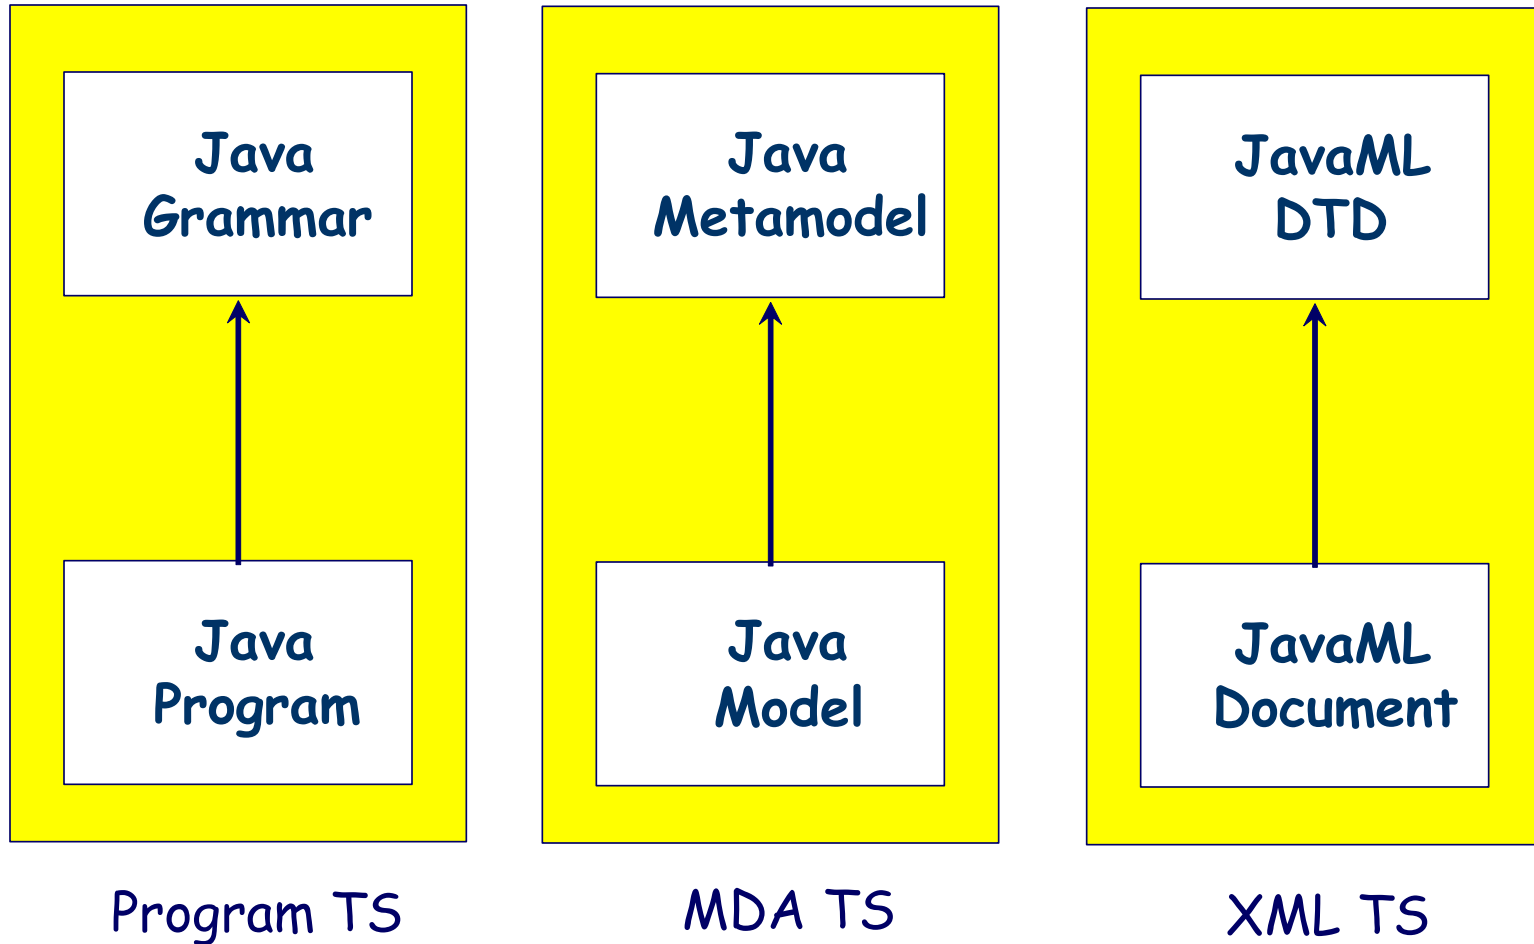 Java
Grammar
Java
Program
Program TS
Java
Metamodel
Java
Model
MDA TS
JavaML
DTD
JavaML
Document
XML TS